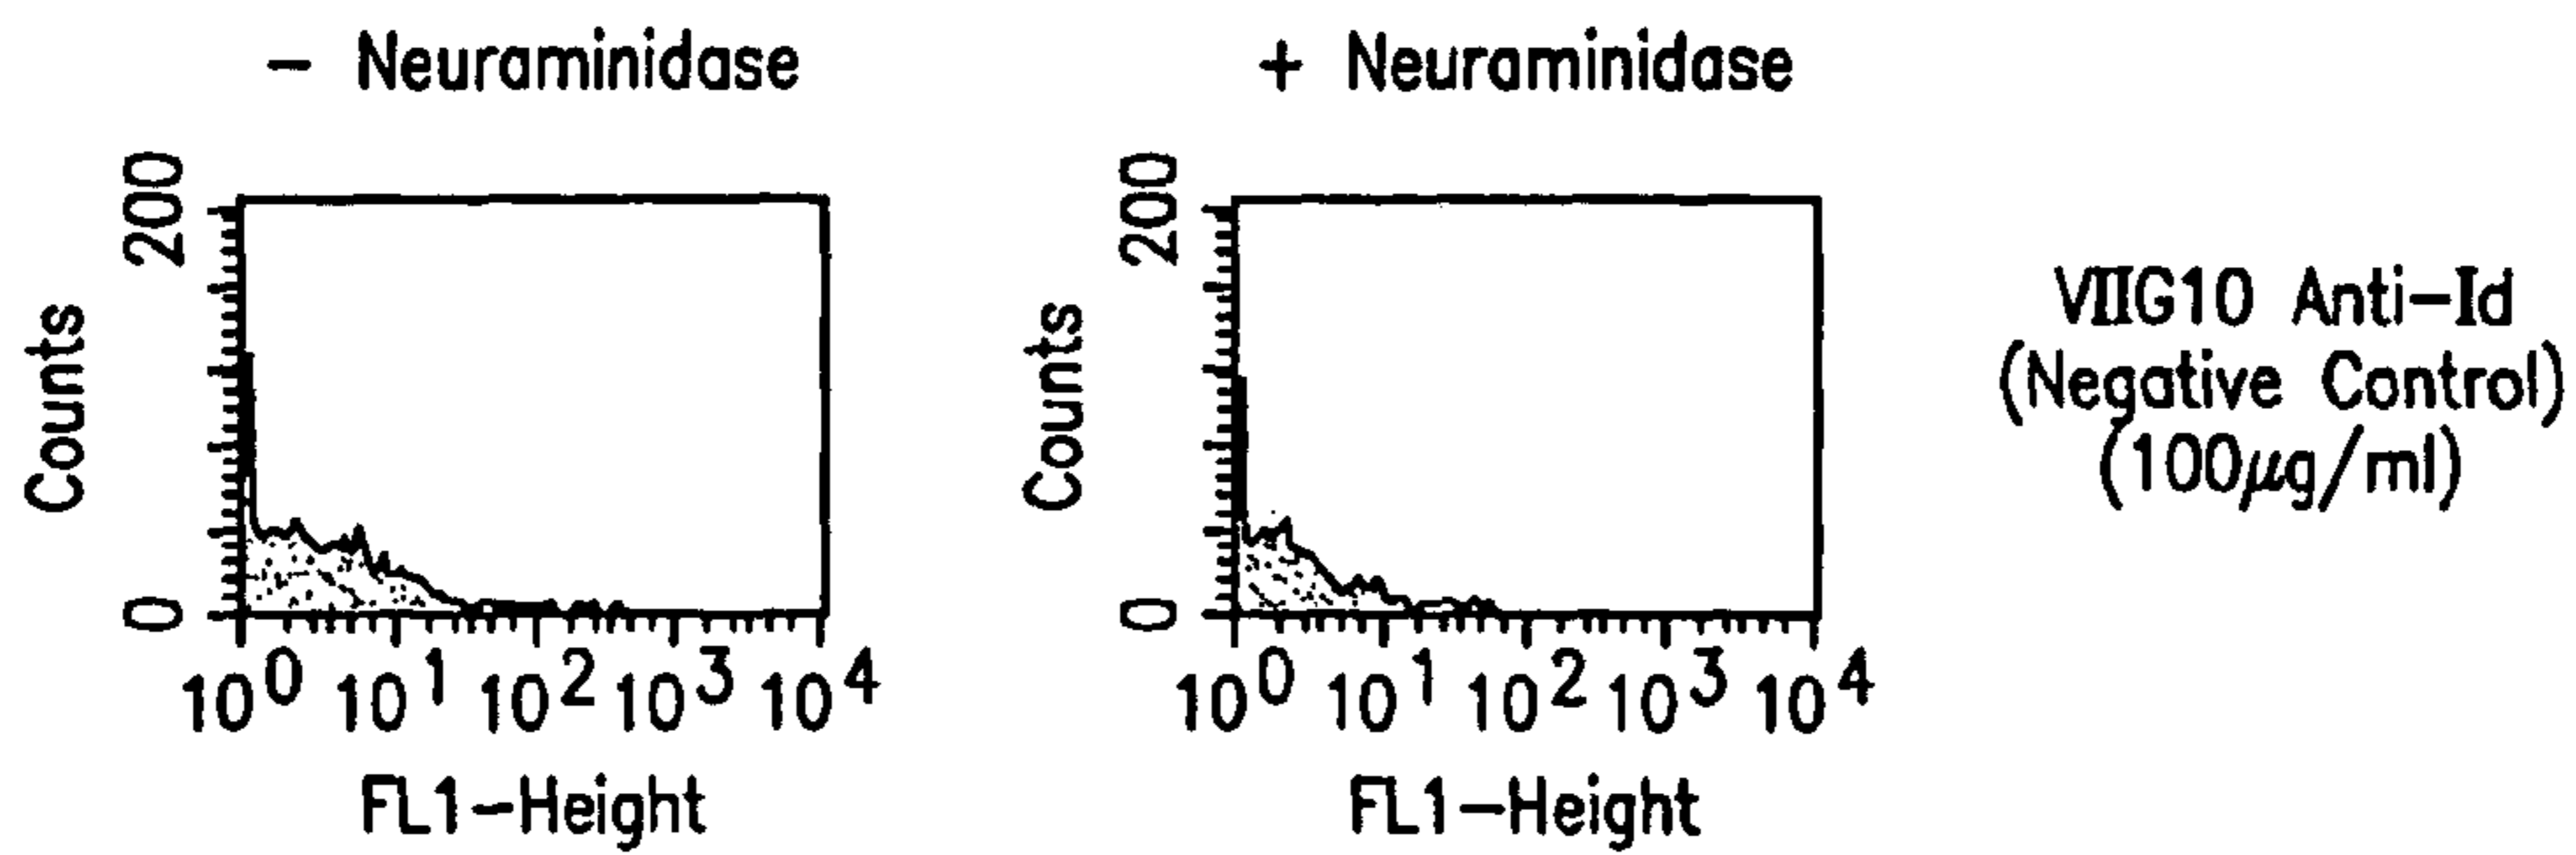 − Neuraminidase
+ Neuraminidase
200
Counts
0
10^0 10^1 10^2 10^3 10^4
FL1−Height
200
Counts
0
10^0 10^1 10^2 10^3 10^4
FL1−Height
VIIG10 Anti−Id
(Negative Control)
(100μg/ml)